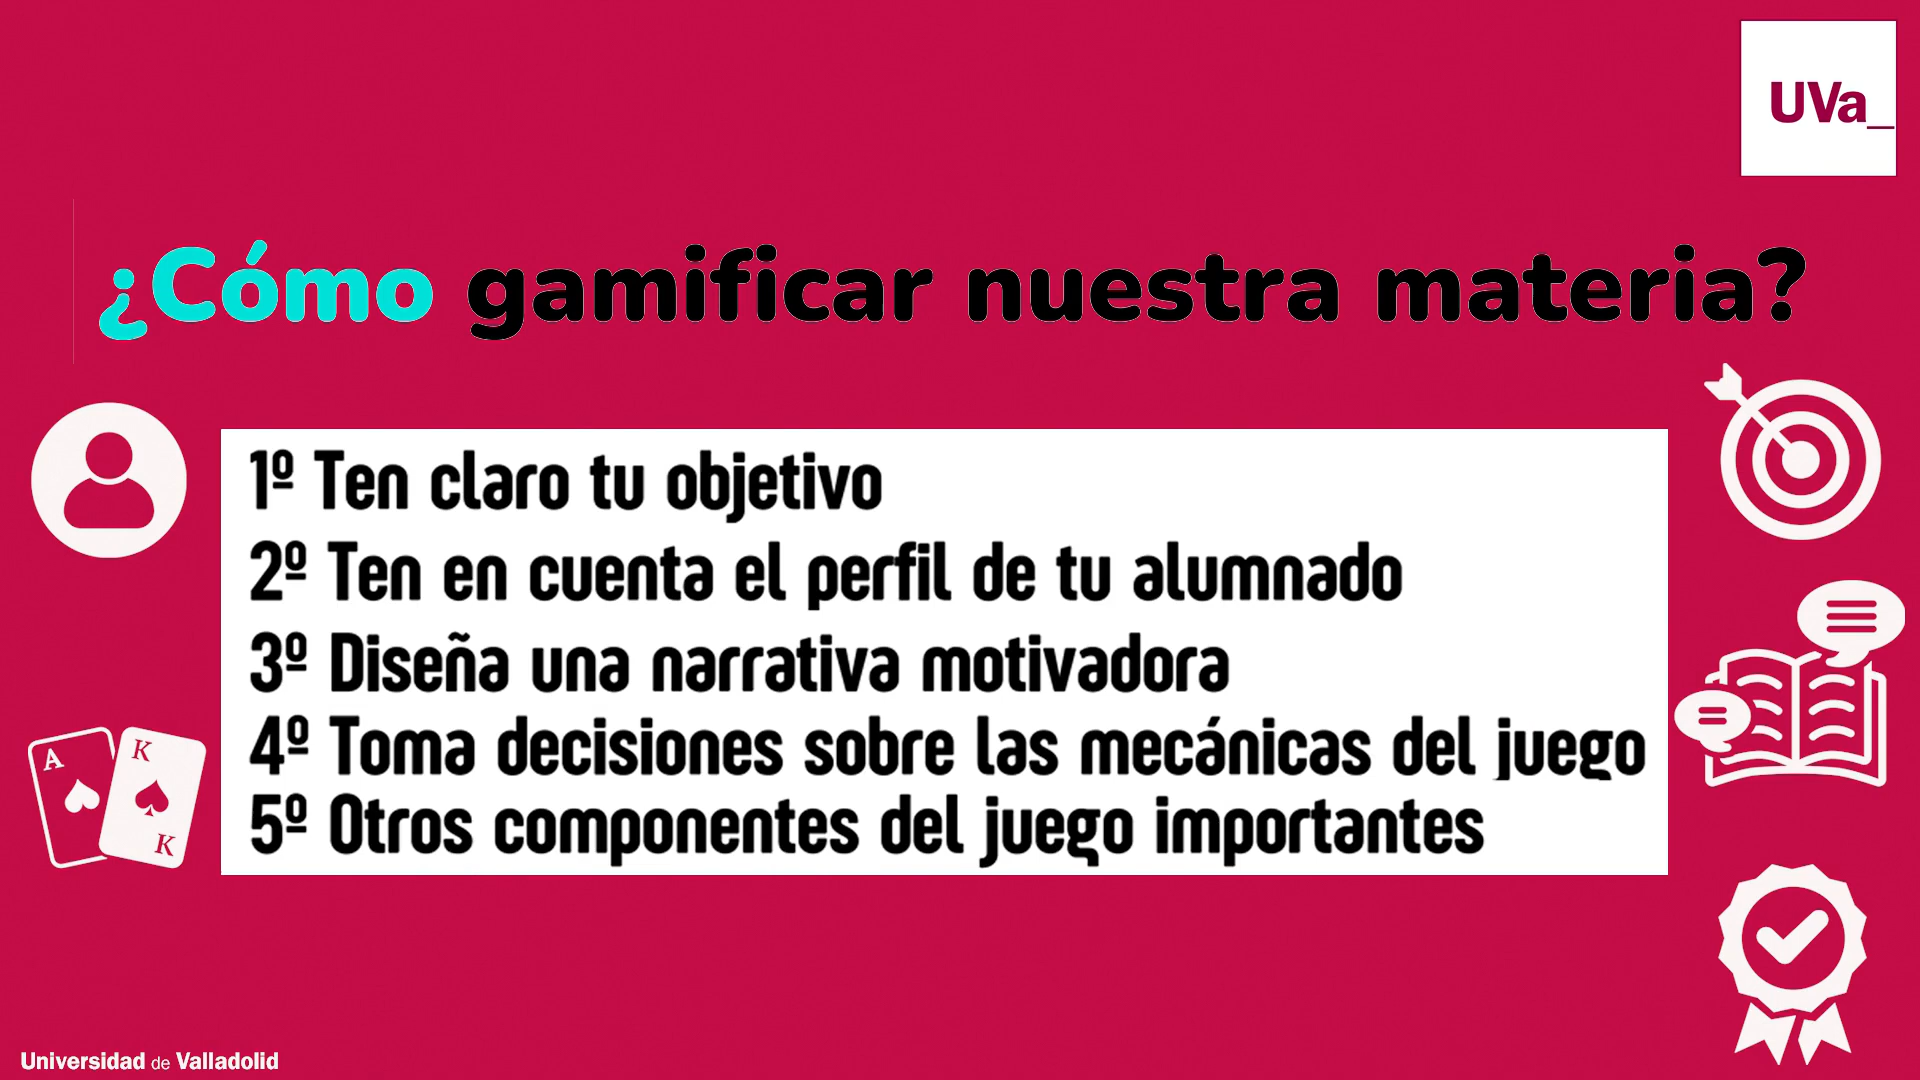 UVa_
¿Cómo gamificar nuestra materia?
1º Ten claro tu objetivo
2º Ten en cuenta el perfil de tu alumnado
3º Diseña una narrativa motivadora
4º Toma decisiones sobre las mecánicas del juego
5º Otros componentes del juego importantes
A
K
K
Universidad de Valladolid